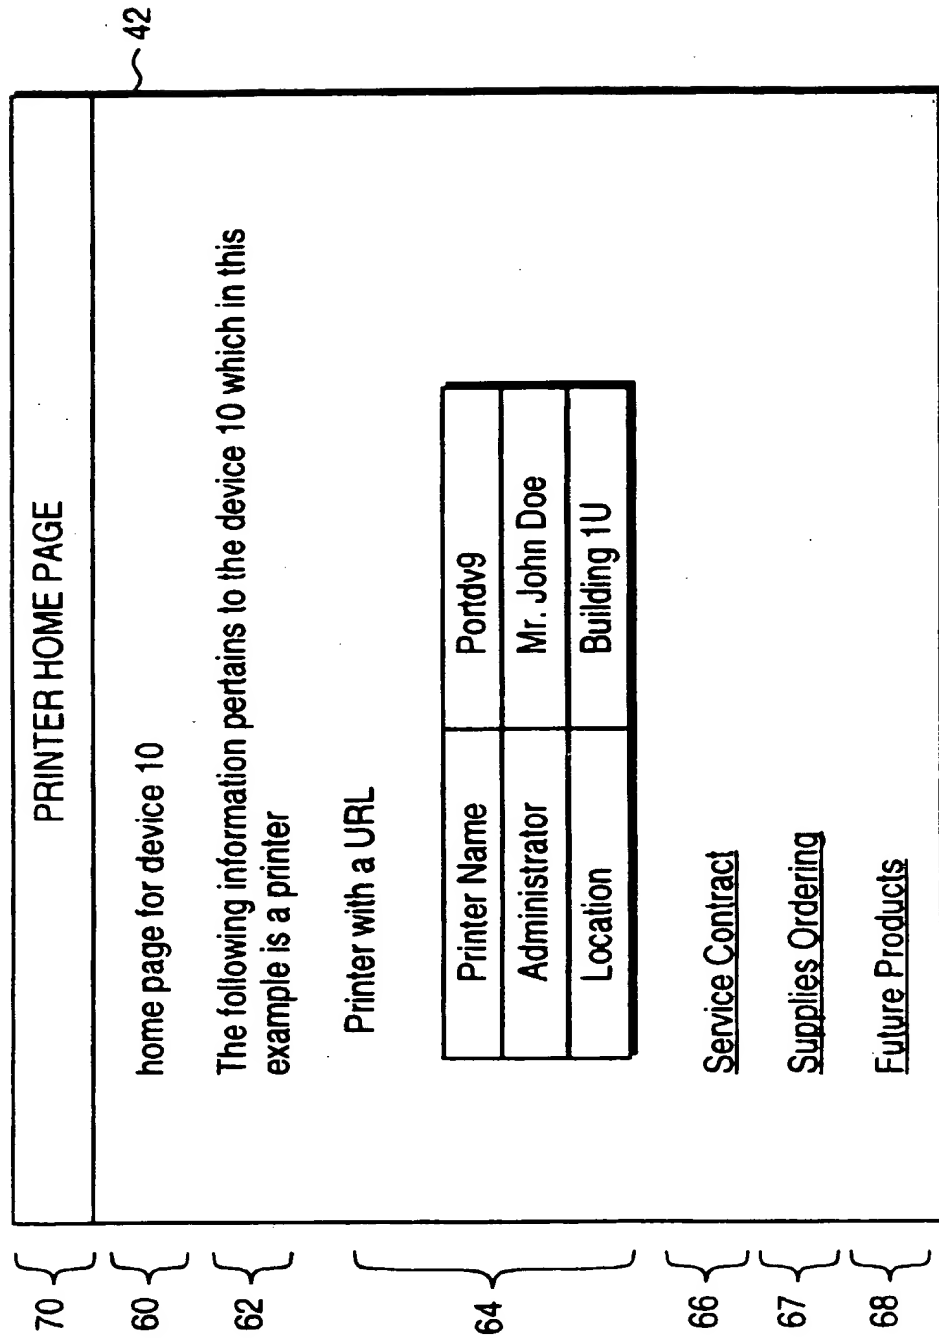 42
70 PRINTER HOME PAGE
60 home page for device 10
62 The following information pertains to the device 10 which in this
example is a printer
Printer with a URL
64
Printer Name Portdv9
Administrator Mr. John Doe
Location Building 1U
66 Service Contract
67 Supplies Ordering
68 Future Products